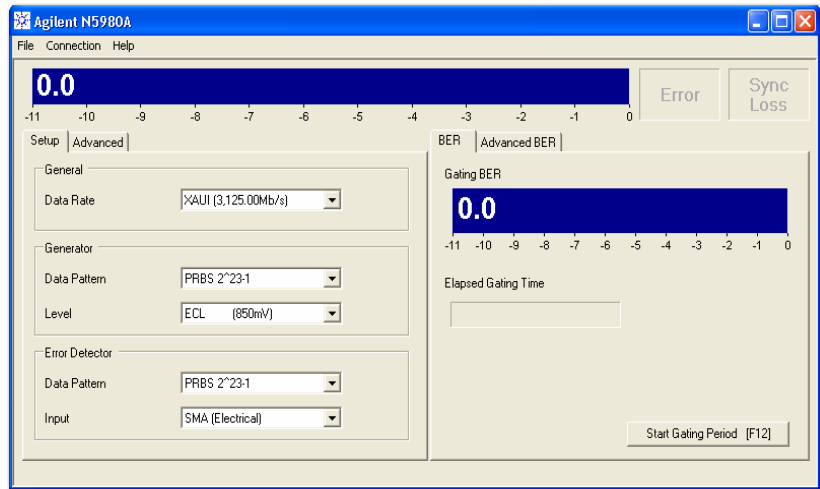 Agilent N5980A
File Connection Help
0.0
-11 -10 -9 -8 -7 -6 -5 -4 -3 -2 -1 0
Error
Sync
Loss
Setup Advanced
General
Data Rate XAUI (3,125.00Mb/s)
Generator
Data Pattern PRBS 2^23-1
Level ECL (850mV)
Error Detector
Data Pattern PRBS 2^23-1
Input SMA (Electrical)
BER Advanced BER
Gating BER
0.0
-11 -10 -9 -8 -7 -6 -5 -4 -3 -2 -1 0
Elapsed Gating Time
Start Gating Period [F12]